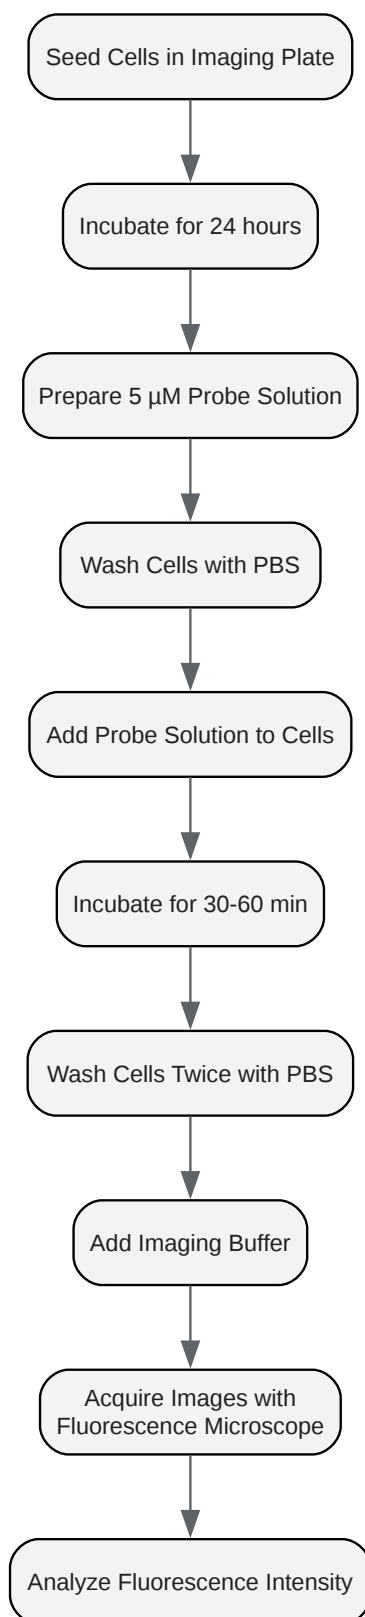 Seed Cells in Imaging Plate
Incubate for 24 hours
Prepare 5 µM Probe Solution
Wash Cells with PBS
Add Probe Solution to Cells
Incubate for 30-60 min
Wash Cells Twice with PBS
Add Imaging Buffer
Acquire Images with
Fluorescence Microscope
Analyze Fluorescence Intensity